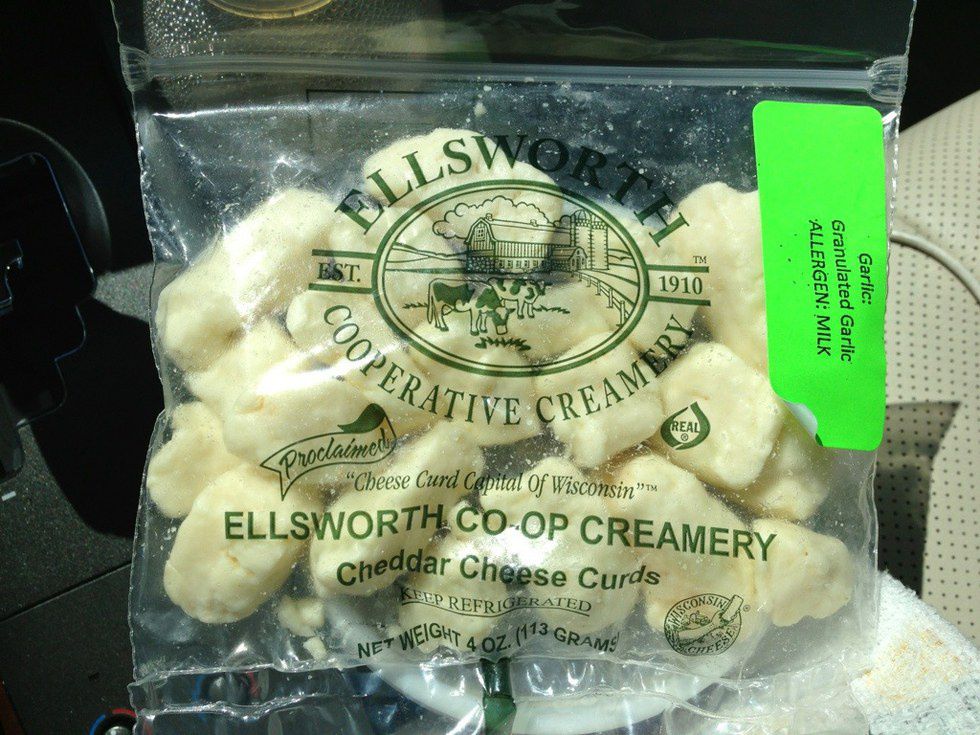 ELLSWORTH
EST. 1910
™
COOPERATIVE CREAMERY
REAL
®
Proclaimed
"Cheese Curd Capital Of Wisconsin"™
ELLSWORTH CO-OP CREAMERY
Cheddar Cheese Curds
KEEP REFRIGERATED
NET WEIGHT 4 OZ. (113 GRAMS)
WISCONSIN
CHEESE
®
Garlic:
Granulated Garlic
ALLERGEN: MILK